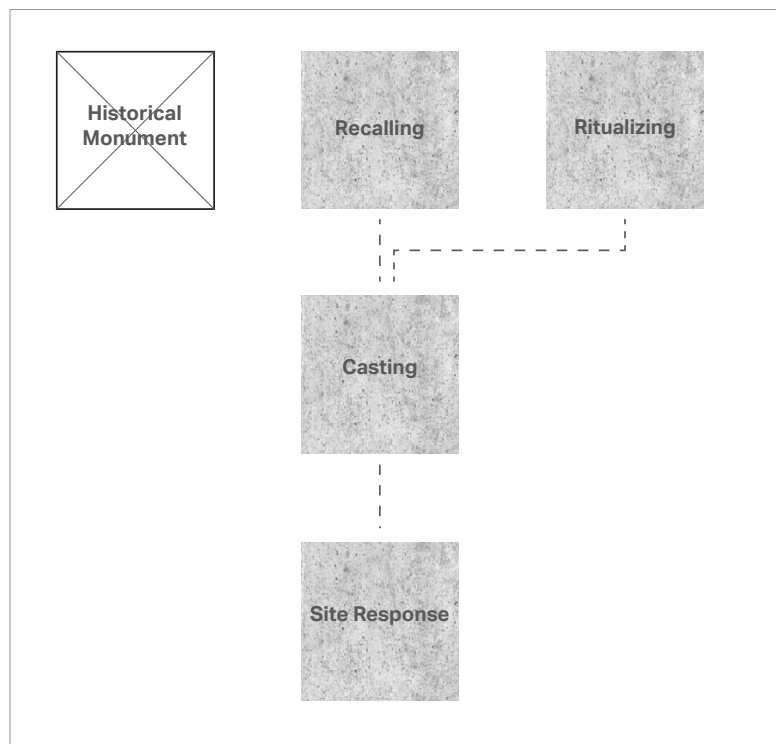 Historical
Monument
Recalling
Ritualizing
Casting
Site Response